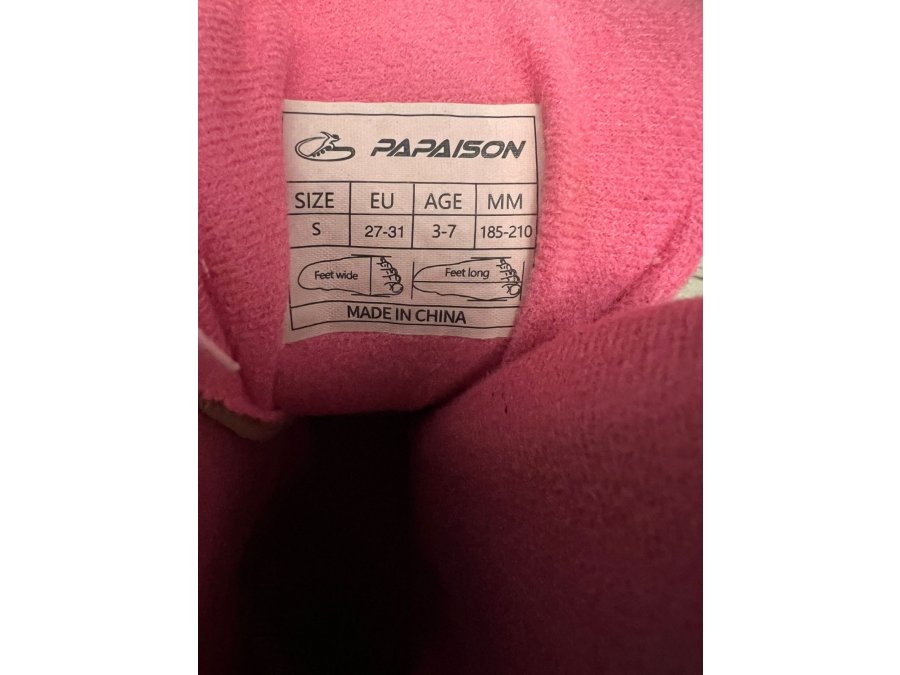 PAPAISON
SIZE EU AGE MM
S 27-31 3-7 185-210
Feet wide Feet long
MADE IN CHINA